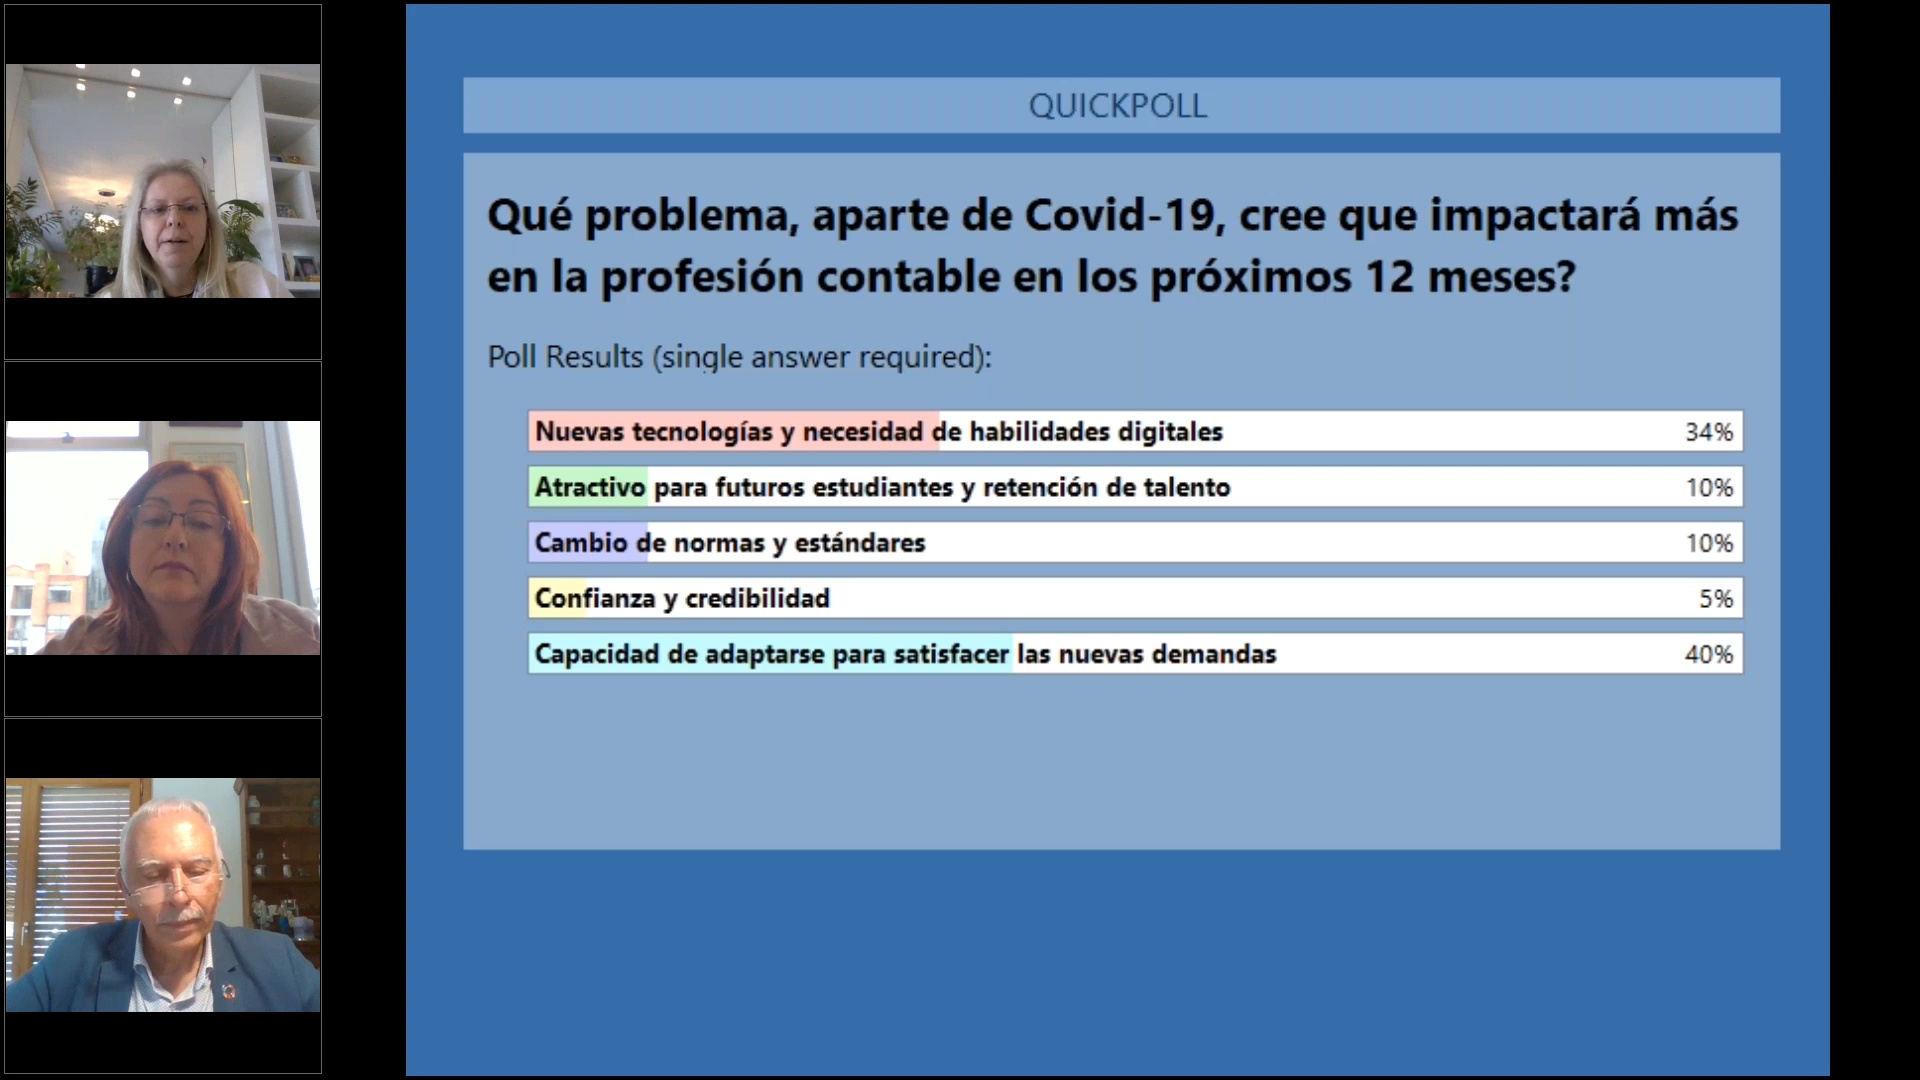 QUICKPOLL
Qué problema, aparte de Covid-19, cree que impactará más
en la profesión contable en los próximos 12 meses?
Poll Results (single answer required):
Nuevas tecnologías y necesidad de habilidades digitales 34%
Atractivo para futuros estudiantes y retención de talento 10%
Cambio de normas y estándares 10%
Confianza y credibilidad 5%
Capacidad de adaptarse para satisfacer las nuevas demandas 40%